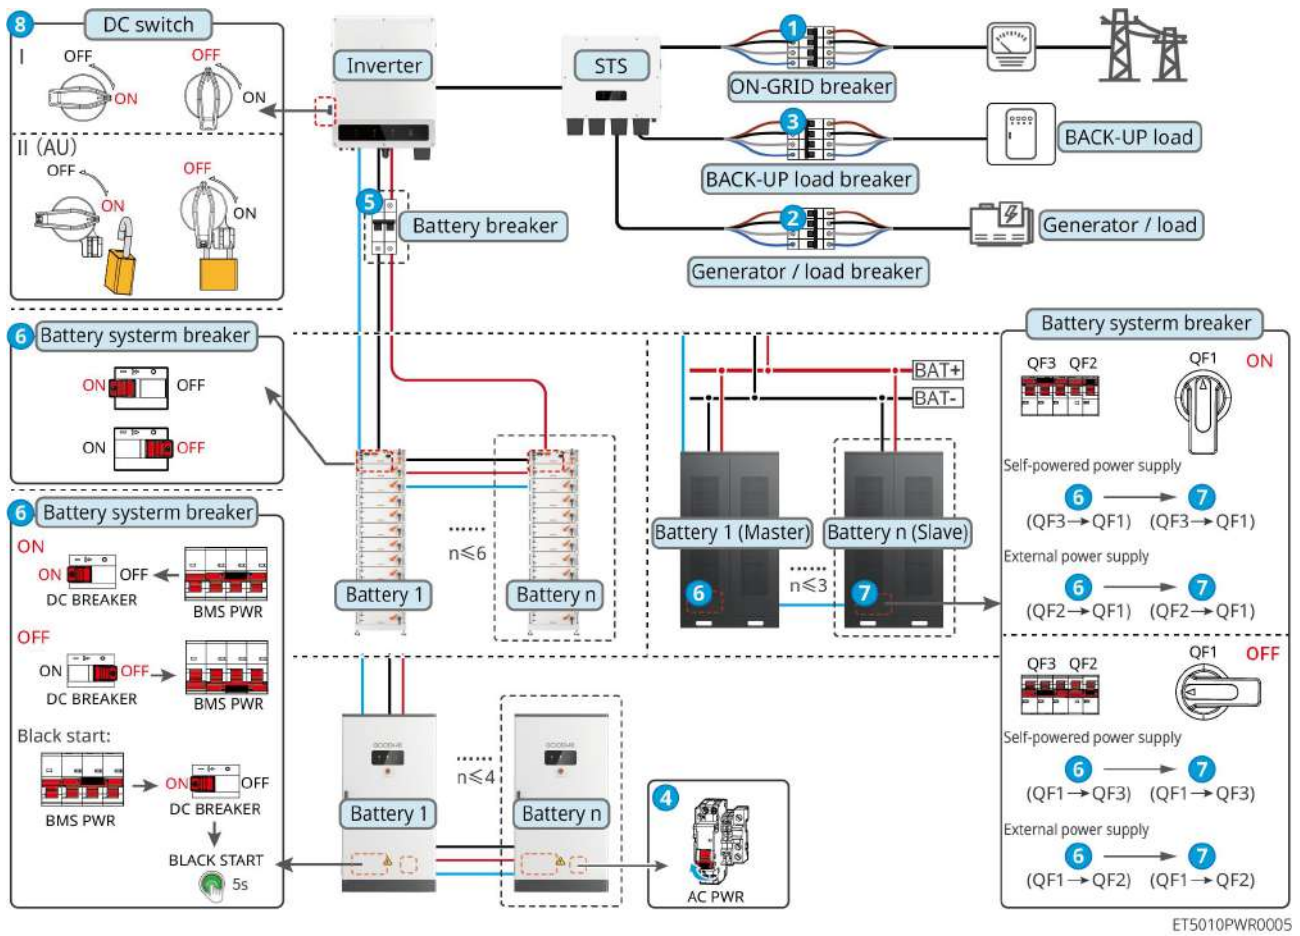 8 DC switch
I
OFF
ON
OFF
ON
II (AU)
OFF
ON
OFF
ON
Inverter
STS
1
ON-GRID breaker
3
BACK-UP load breaker
BACK-UP load
2
Generator / load breaker
Generator / load
5
Battery breaker
6 Battery systerm breaker
ON OFF
ON OFF
6 Battery systerm breaker
ON
ON OFF
DC BREAKER
BMS PWR
OFF
ON OFF
DC BREAKER
BMS PWR
Black start:
BMS PWR
ON OFF
DC BREAKER
BLACK START
5s
Battery 1
......
n≤6
Battery n
BAT+
BAT-
Battery 1 (Master)
Battery n (Slave)
......
n≤3
6
7
GOODWE
Battery 1
......
n≤4
Battery n
4
AC PWR
Battery systerm breaker
QF3 QF2
QF1
ON
Self-powered power supply
6 → 7
(QF3→QF1) (QF3→QF1)
External power supply
6 → 7
(QF2→QF1) (QF2→QF1)
QF3 QF2
QF1
OFF
Self-powered power supply
6 → 7
(QF1→QF3) (QF1→QF3)
External power supply
6 → 7
(QF1→QF2) (QF1→QF2)
ET5010PWR0005